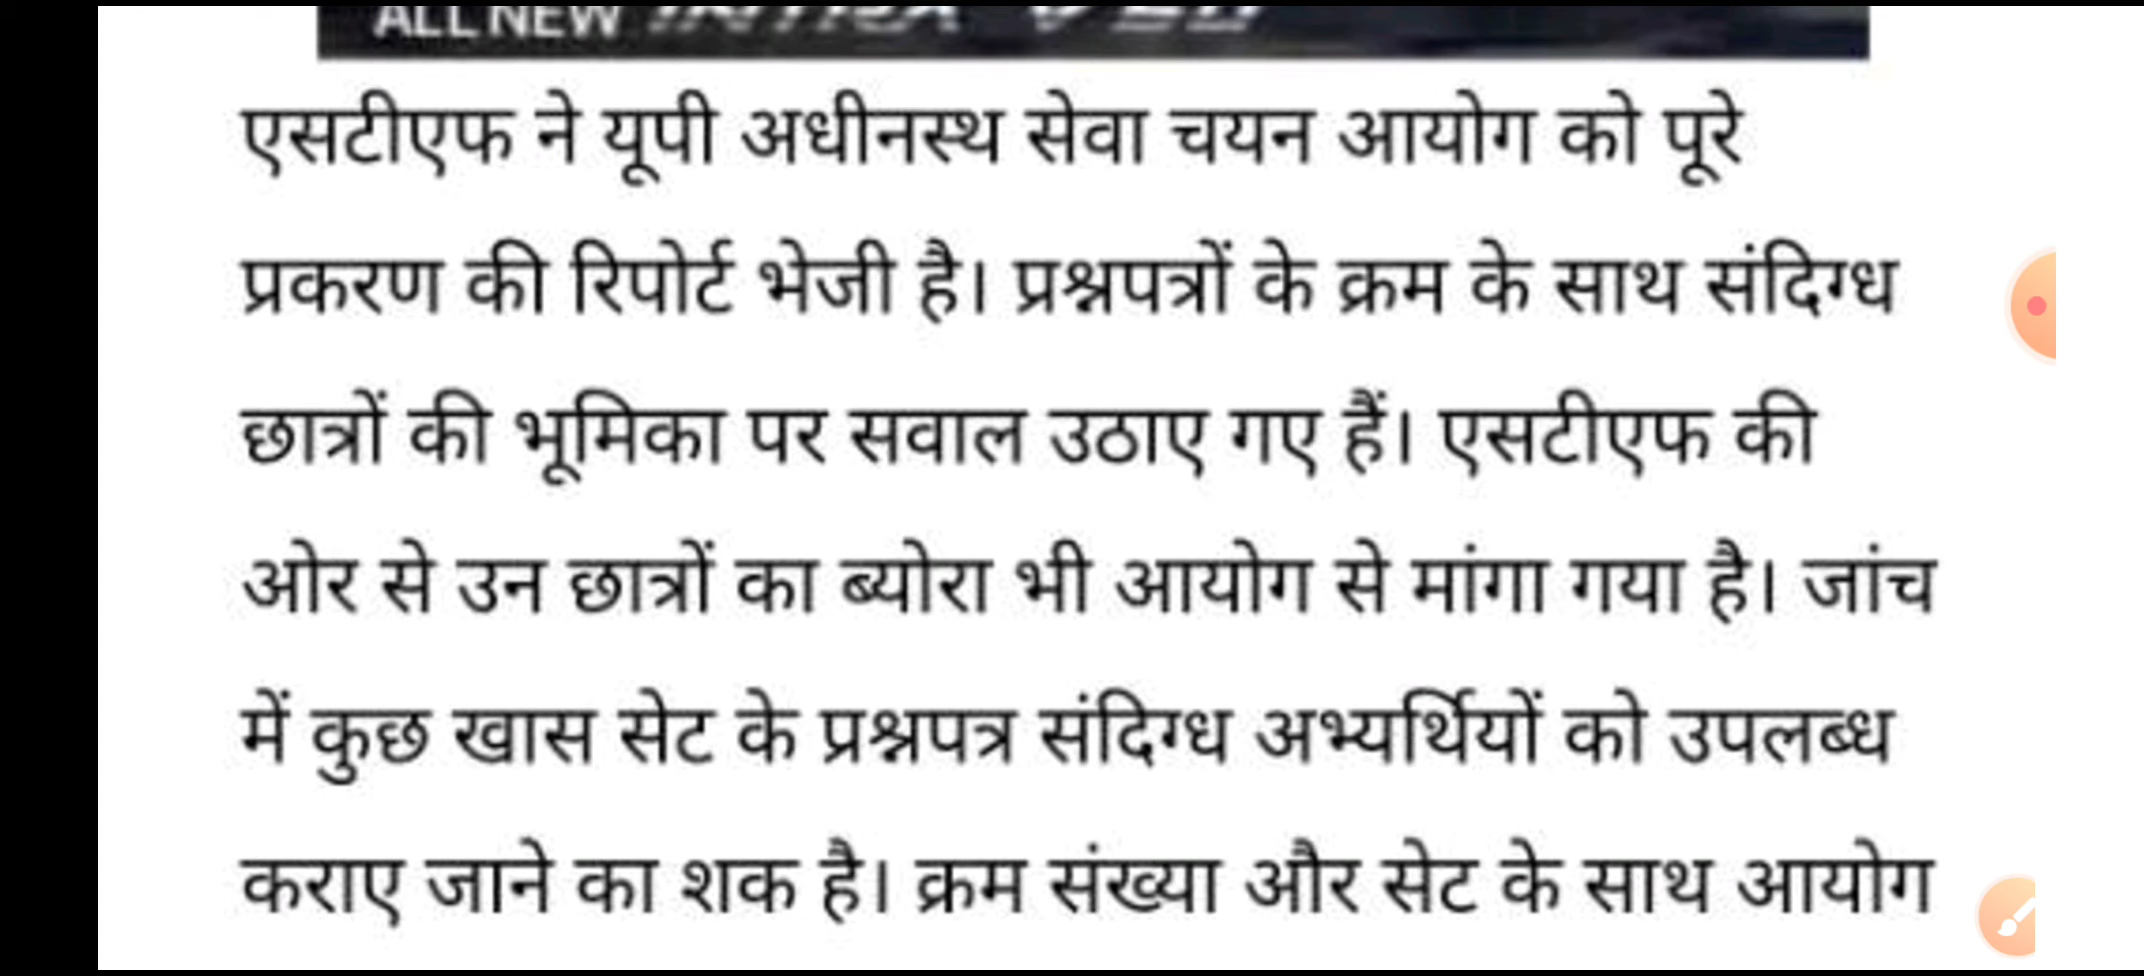 ALL NEW
एसटीएफ ने यूपी अधीनस्थ सेवा चयन आयोग को पूरे
प्रकरण की रिपोर्ट भेजी है। प्रश्नपत्रों के क्रम के साथ संदिग्ध
छात्रों की भूमिका पर सवाल उठाए गए हैं। एसटीएफ की
ओर से उन छात्रों का ब्योरा भी आयोग से मांगा गया है। जांच
में कुछ खास सेट के प्रश्नपत्र संदिग्ध अभ्यर्थियों को उपलब्ध
कराए जाने का शक है। क्रम संख्या और सेट के साथ आयोग